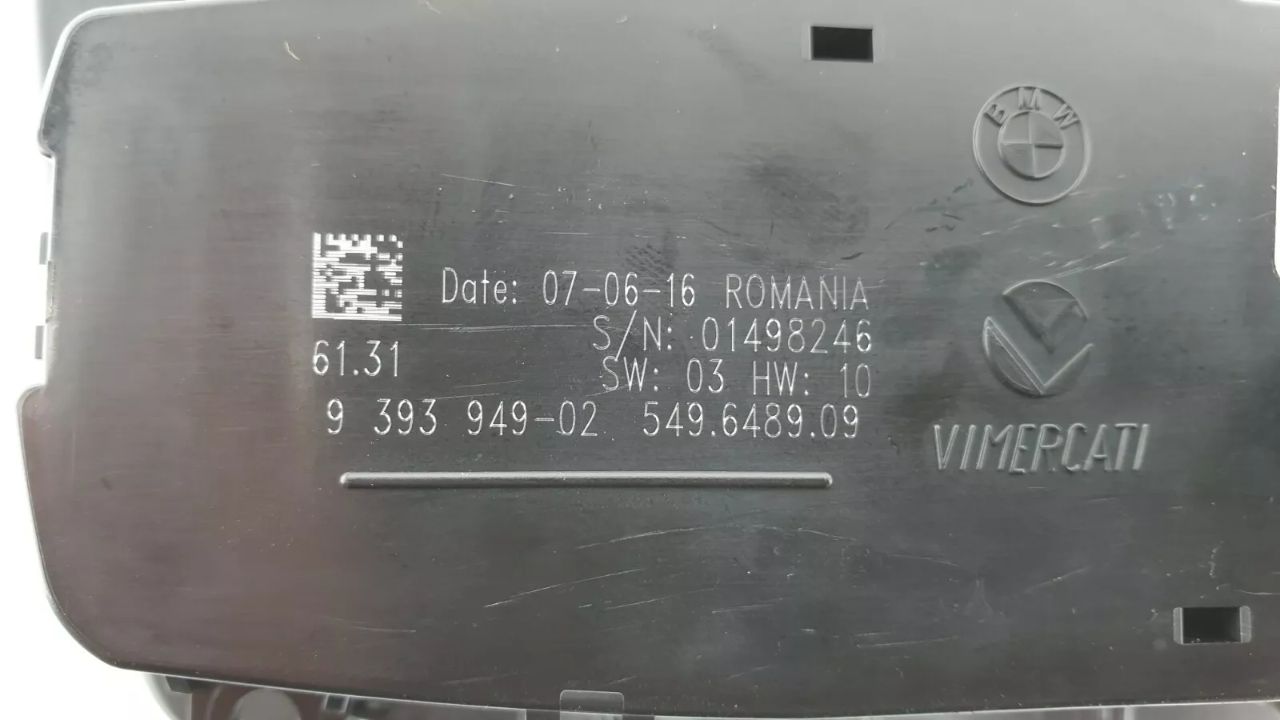 BMW
Date: 07-06-16 ROMANIA
S/N: 01498246
61.31
SW: 03 HW: 10
9 393 949-02 549.6489.09
VIMERCATI